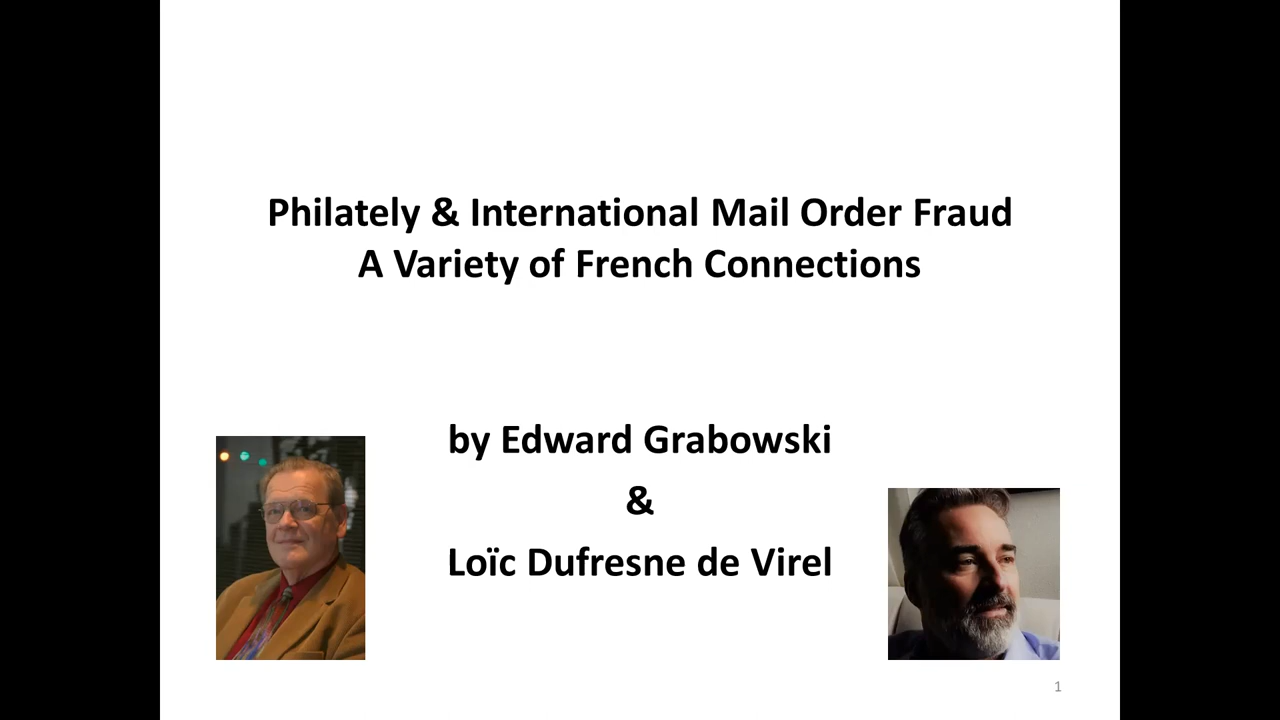 Philately & International Mail Order Fraud
A Variety of French Connections
by Edward Grabowski
&
Loïc Dufresne de Virel
1